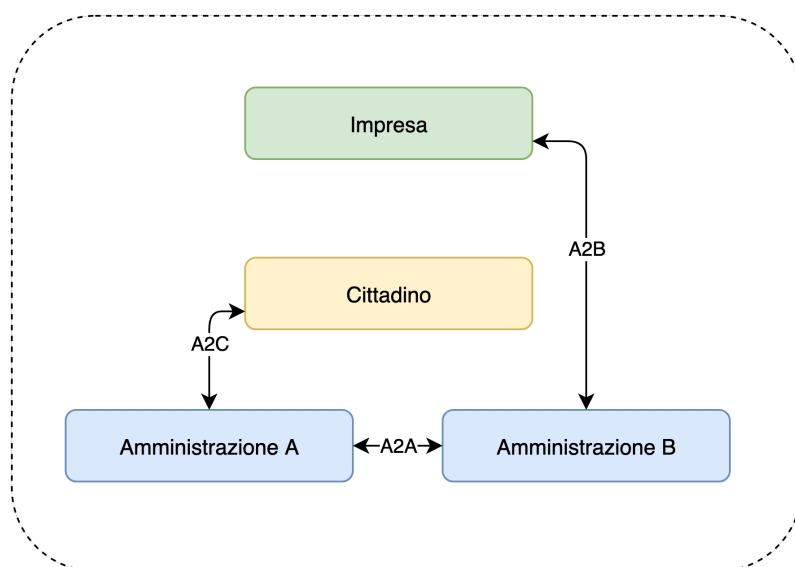 Impresa
A2B
Cittadino
A2C
Amministrazione A
A2A
Amministrazione B